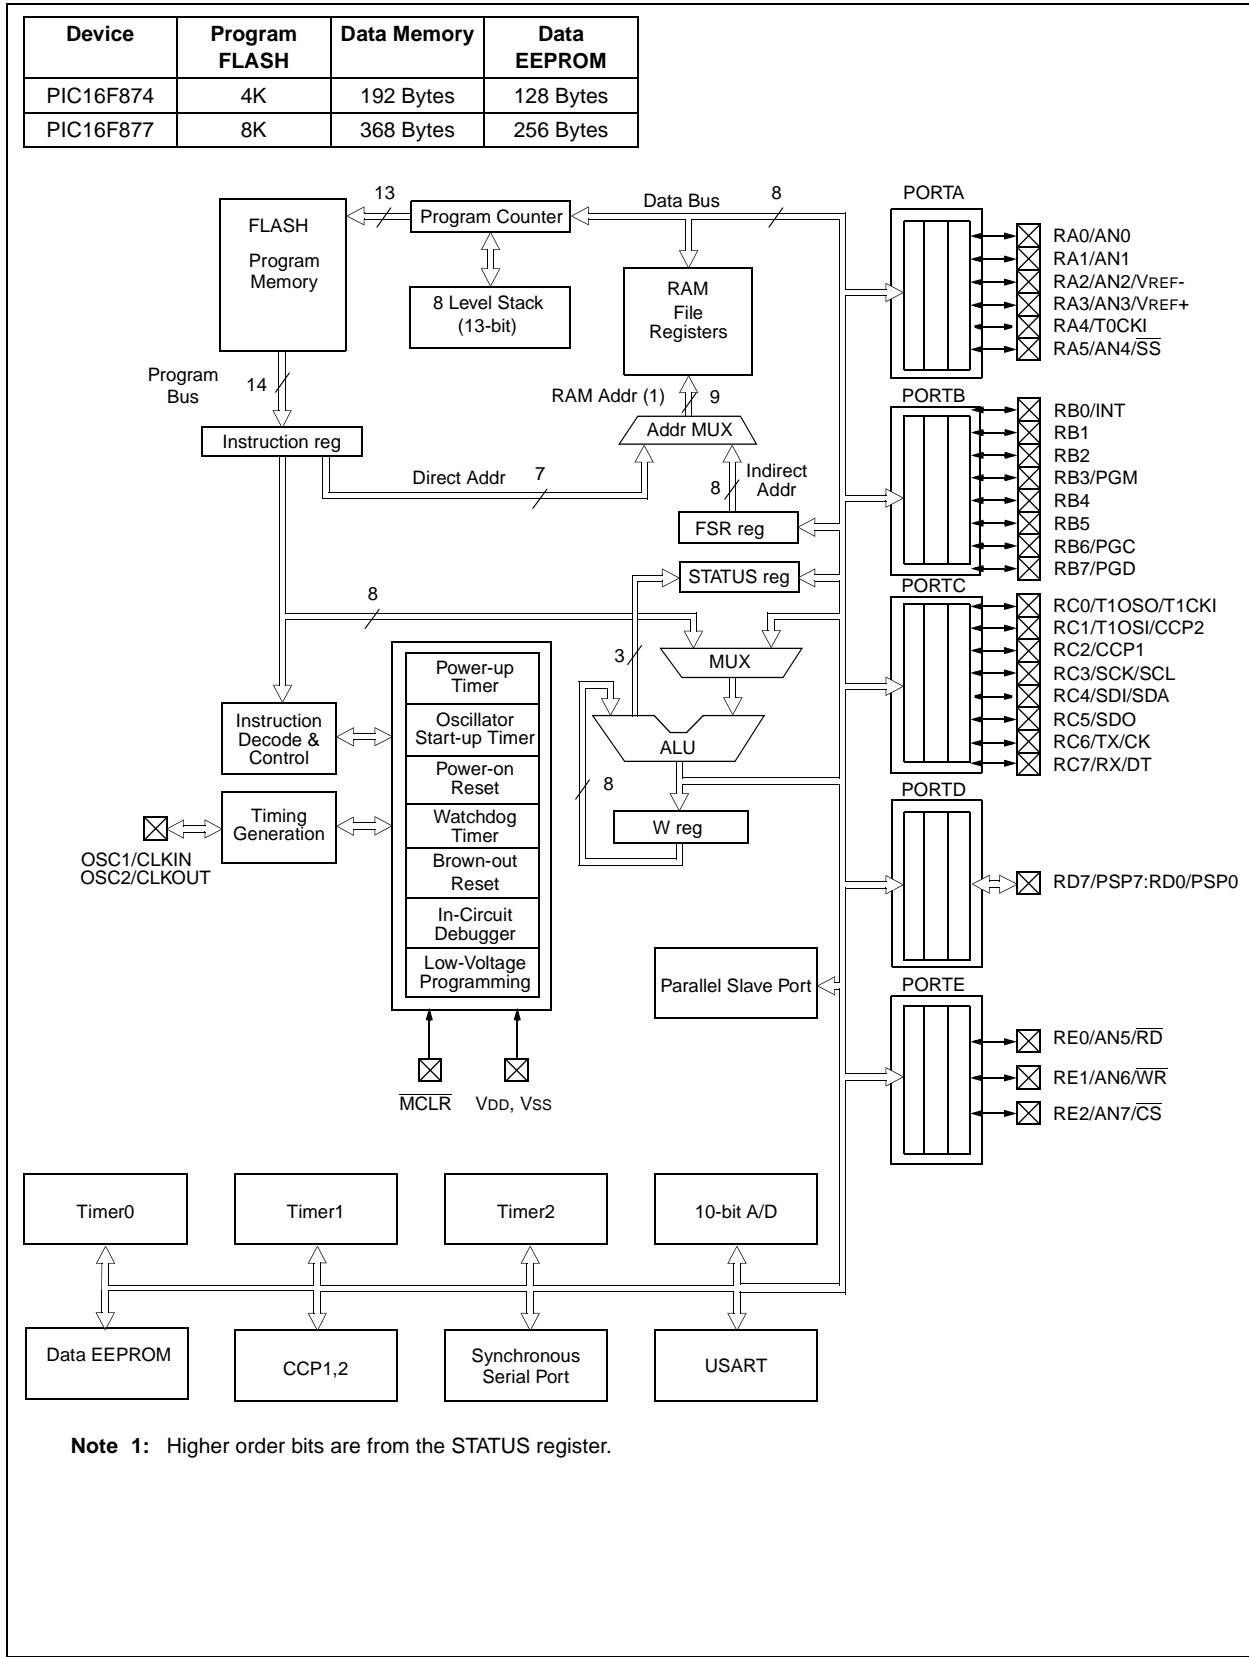 Device Program FLASH Data Memory Data EEPROM
PIC16F874 4K 192 Bytes 128 Bytes
PIC16F877 8K 368 Bytes 256 Bytes
FLASH
Program
Memory
13
Program Counter
Data Bus
8
8 Level Stack
(13-bit)
RAM
File
Registers
Program
Bus
14
RAM Addr (1)
9
Instruction reg
Addr MUX
Direct Addr
7
8
Indirect
Addr
FSR reg
STATUS reg
8
3
MUX
ALU
8
W reg
Power-up
Timer
Oscillator
Start-up Timer
Power-on
Reset
Watchdog
Timer
Brown-out
Reset
In-Circuit
Debugger
Low-Voltage
Programming
Instruction
Decode &
Control
Timing
Generation
OSC1/CLKIN
OSC2/CLKOUT
MCLR
VDD, VSS
Parallel Slave Port
PORTA
RA0/AN0
RA1/AN1
RA2/AN2/VREF-
RA3/AN3/VREF+
RA4/T0CKI
RA5/AN4/SS
PORTB
RB0/INT
RB1
RB2
RB3/PGM
RB4
RB5
RB6/PGC
RB7/PGD
PORTC
RC0/T1OSO/T1CKI
RC1/T1OSI/CCP2
RC2/CCP1
RC3/SCK/SCL
RC4/SDI/SDA
RC5/SDO
RC6/TX/CK
RC7/RX/DT
PORTD
RD7/PSP7:RD0/PSP0
PORTE
RE0/AN5/RD
RE1/AN6/WR
RE2/AN7/CS
Timer0
Timer1
Timer2
10-bit A/D
Data EEPROM
CCP1,2
Synchronous
Serial Port
USART
Note 1: Higher order bits are from the STATUS register.